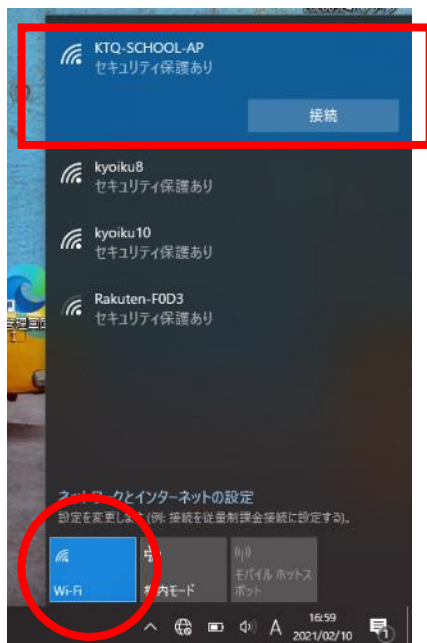 KTQ-SCHOOL-AP
セキュリティ保護あり
接続
kyoiku8
セキュリティ保護あり
kyoiku10
セキュリティ保護あり
Rakuten-F0D3
セキュリティ保護あり
ネットワークとインターネットの設定
設定を変更します(例: 接続を従量制課金接続に設定する)。
Wi-Fi
機内モード
モバイル ホットス
ポット
A
16:59
2021/02/10
1